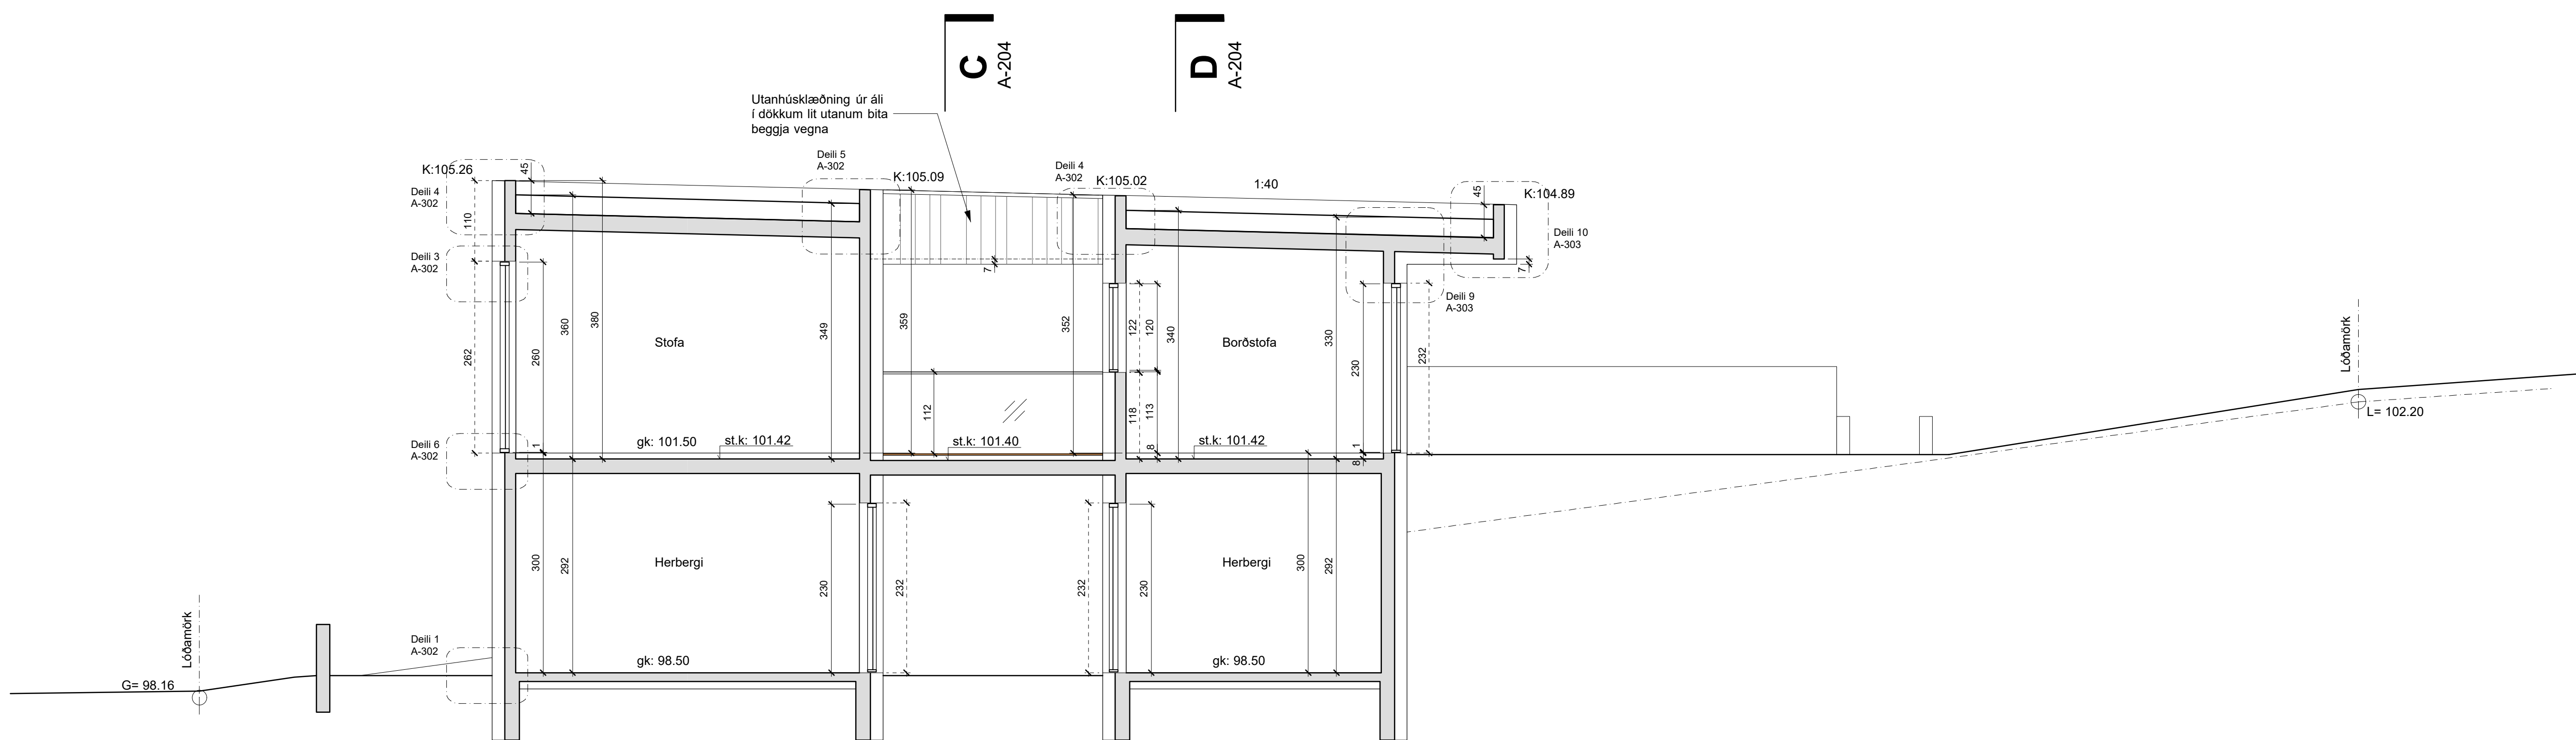 C
A-204
D
A-204
Utanhúsklæðning úr áli
í dökkum lit utanum bita
beggja vegna
K:105.26
45
Deili 4
A-302
110
Deili 5
A-302
K:105.09
Deili 4
A-302
K:105.02
1:40
45
K:104.89
Deili 10
A-303
7
Deili 3
A-302
7
Deili 9
A-303
262
260
360
380
Stofa
349
359
352
122
120
340
Borðstofa
330
230
232
Lóðamörk
L= 102.20
112
118
113
Deili 6
A-302
1
gk: 101.50
st.k: 101.42
st.k: 101.40
8
st.k: 101.42
1
8
300
292
Herbergi
230
232
232
230
Herbergi
300
292
Lóðamörk
Deili 1
A-302
gk: 98.50
gk: 98.50
G= 98.16